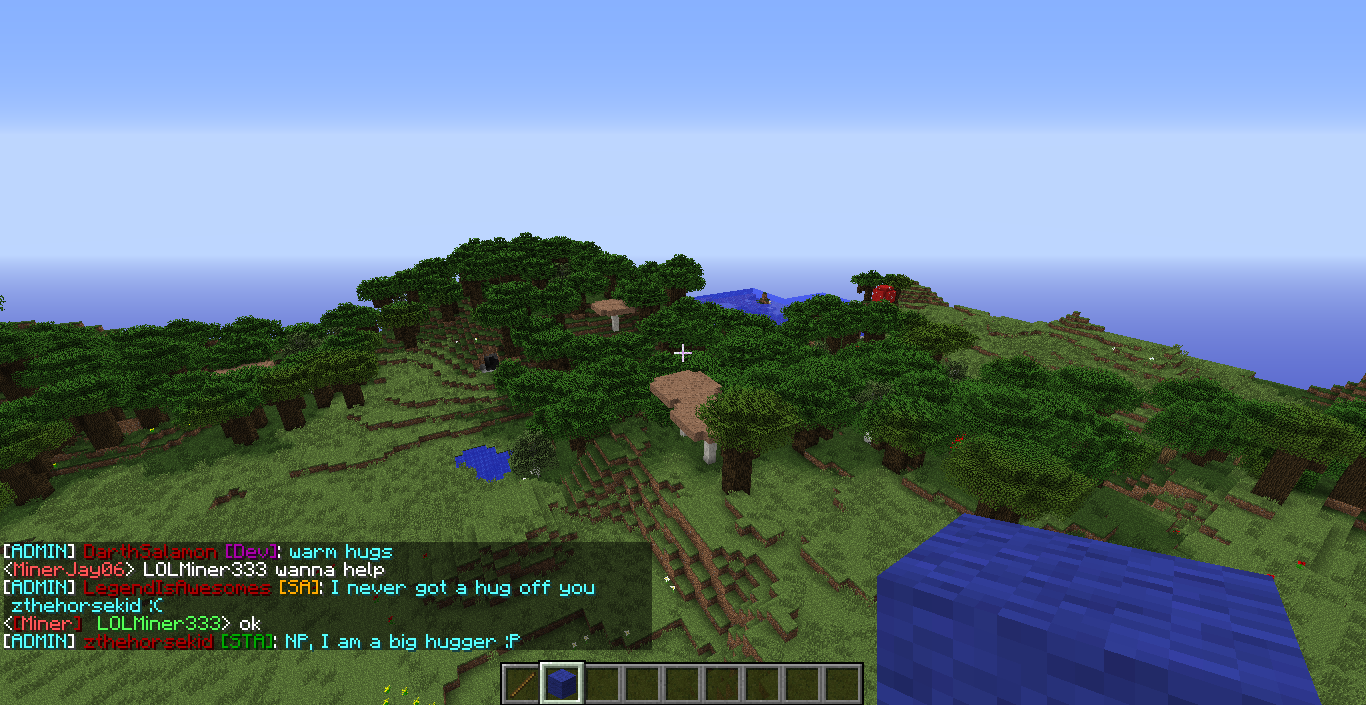 [ADMIN] DarthSalamon [Dev]: warm hugs
<MinerJay06> LOLMiner333 wanna help
[ADMIN] LegendIsAwesomes [SA]: I never got a hug off you
zthehorsekid :C
<[Miner] LOLMiner333> ok
[ADMIN] zthehorsekid [STA]: NP, I am a big hugger :P